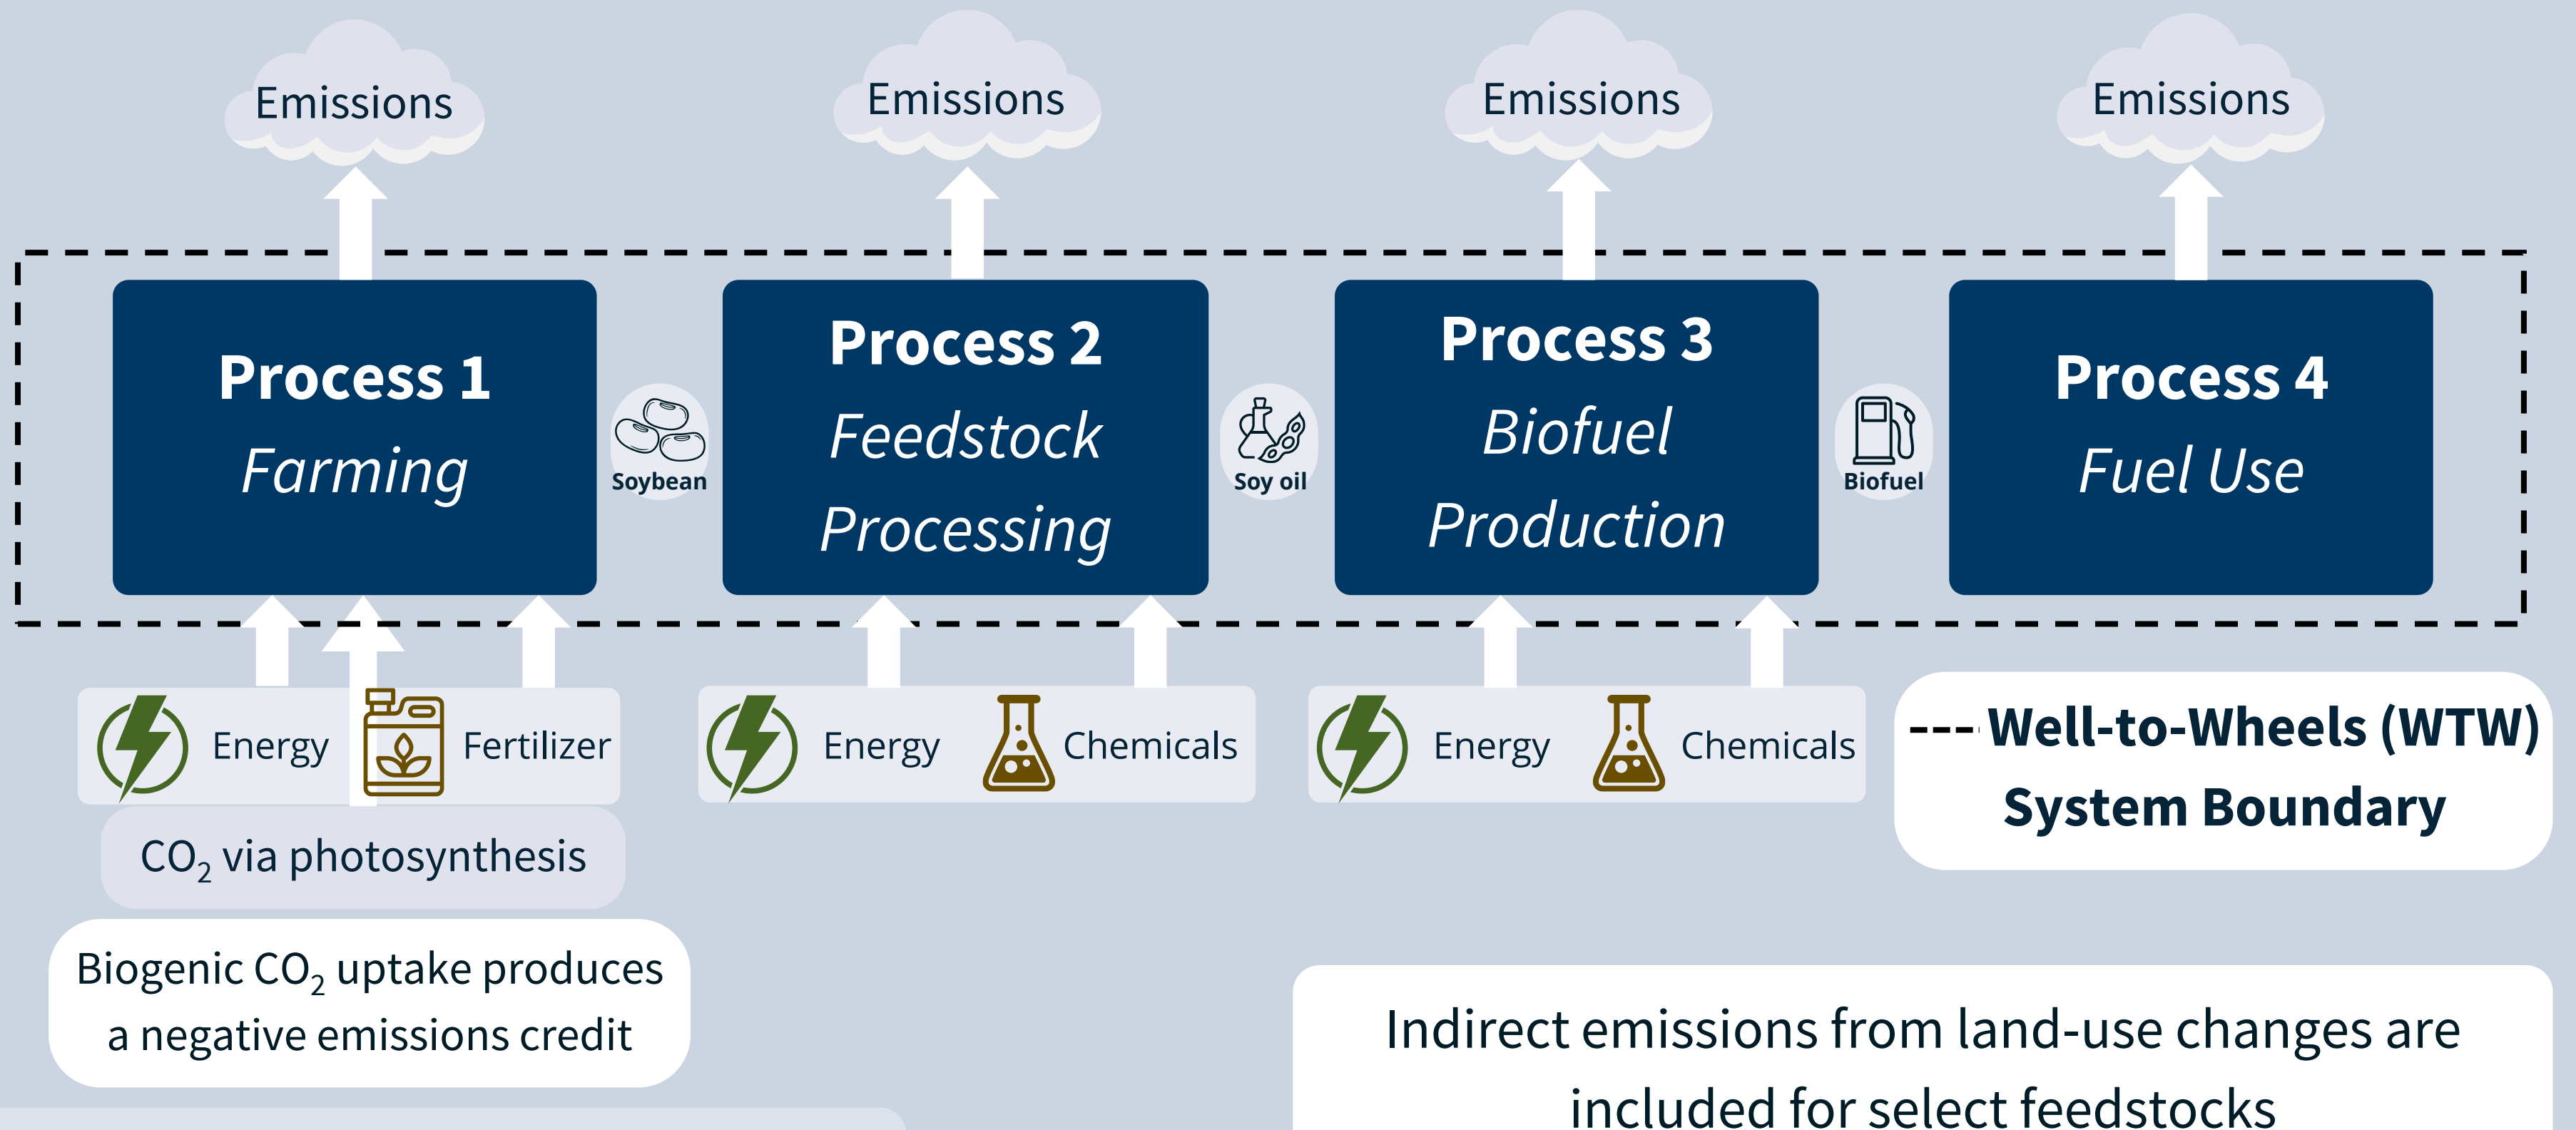 Emissions
Emissions
Emissions
Emissions
Process 1
Farming
Soybean
Process 2
Feedstock
Processing
Soy oil
Process 3
Biofuel
Production
Biofuel
Process 4
Fuel Use
Energy
Fertilizer
Energy
Chemicals
Energy
Chemicals
Well-to-Wheels (WTW)
System Boundary
CO₂ via photosynthesis
Biogenic CO₂ uptake produces
a negative emissions credit
Indirect emissions from land-use changes are
included for select feedstocks